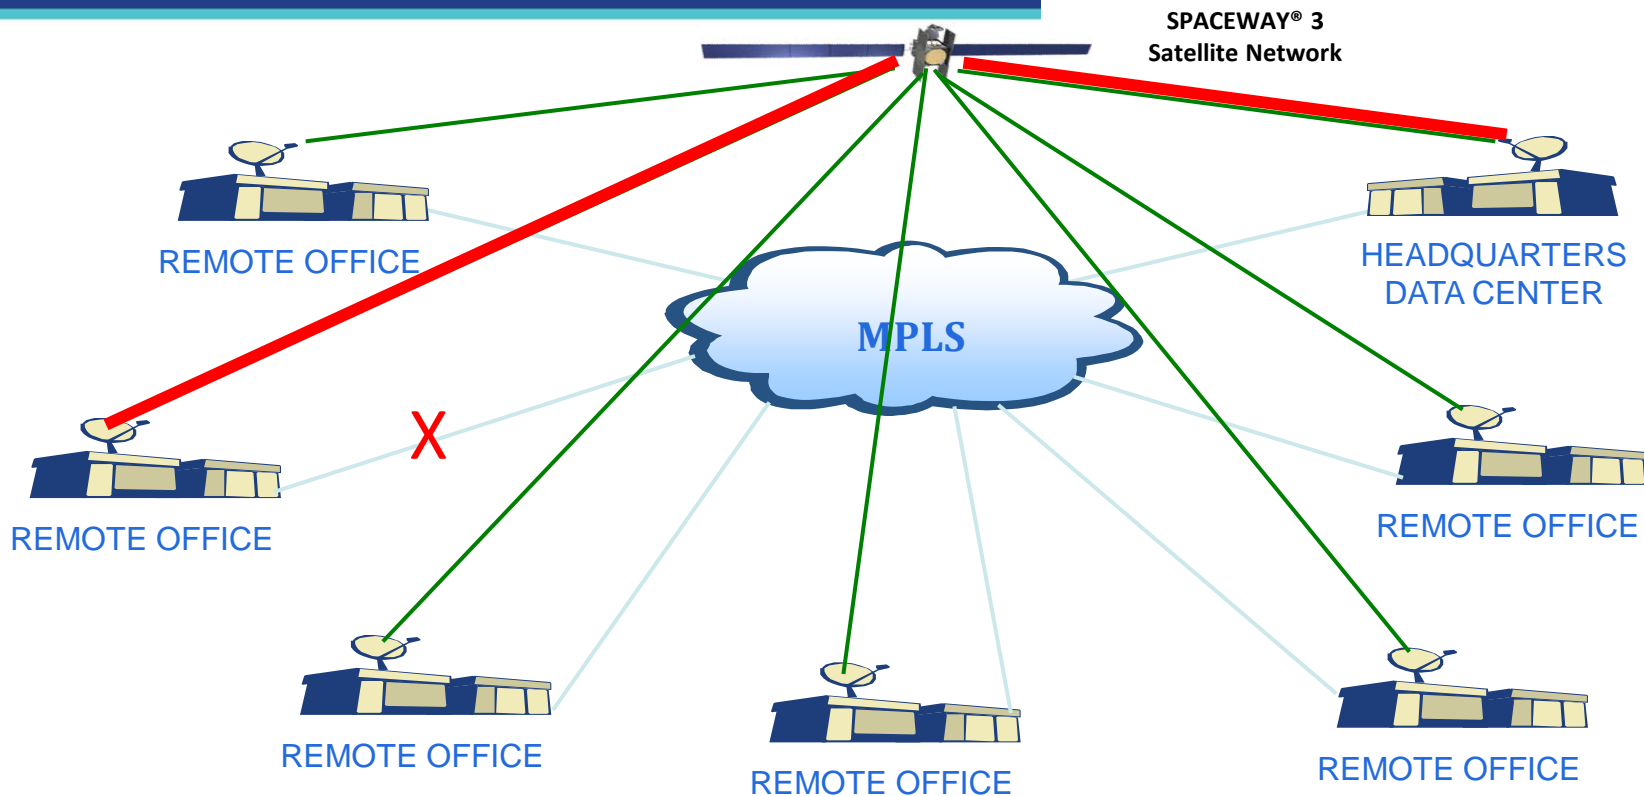 SPACEWAY® 3
Satellite Network
REMOTE OFFICE
HEADQUARTERS
DATA CENTER
MPLS
X
REMOTE OFFICE
REMOTE OFFICE
REMOTE OFFICE
REMOTE OFFICE
REMOTE OFFICE